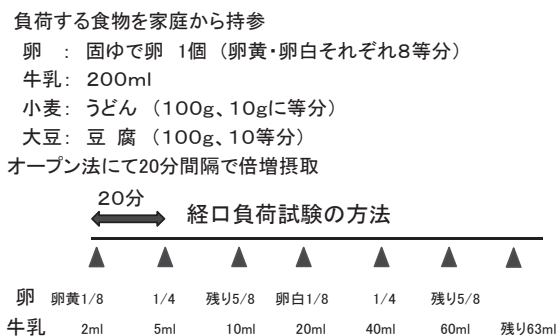 負荷する食物を家庭から持参
卵 : 固ゆで卵 1個 (卵黄・卵白それぞれ8等分)
牛乳: 200ml
小麦: うどん (100g、10gに等分)
大豆: 豆 腐 (100g、10等分)
オープン法にて20分間隔で倍増摂取
20分
経口負荷試験の方法
卵 卵黄1/8 1/4 残り5/8 卵白1/8 1/4 残り5/8
牛乳 2ml 5ml 10ml 20ml 40ml 60ml 残り63ml